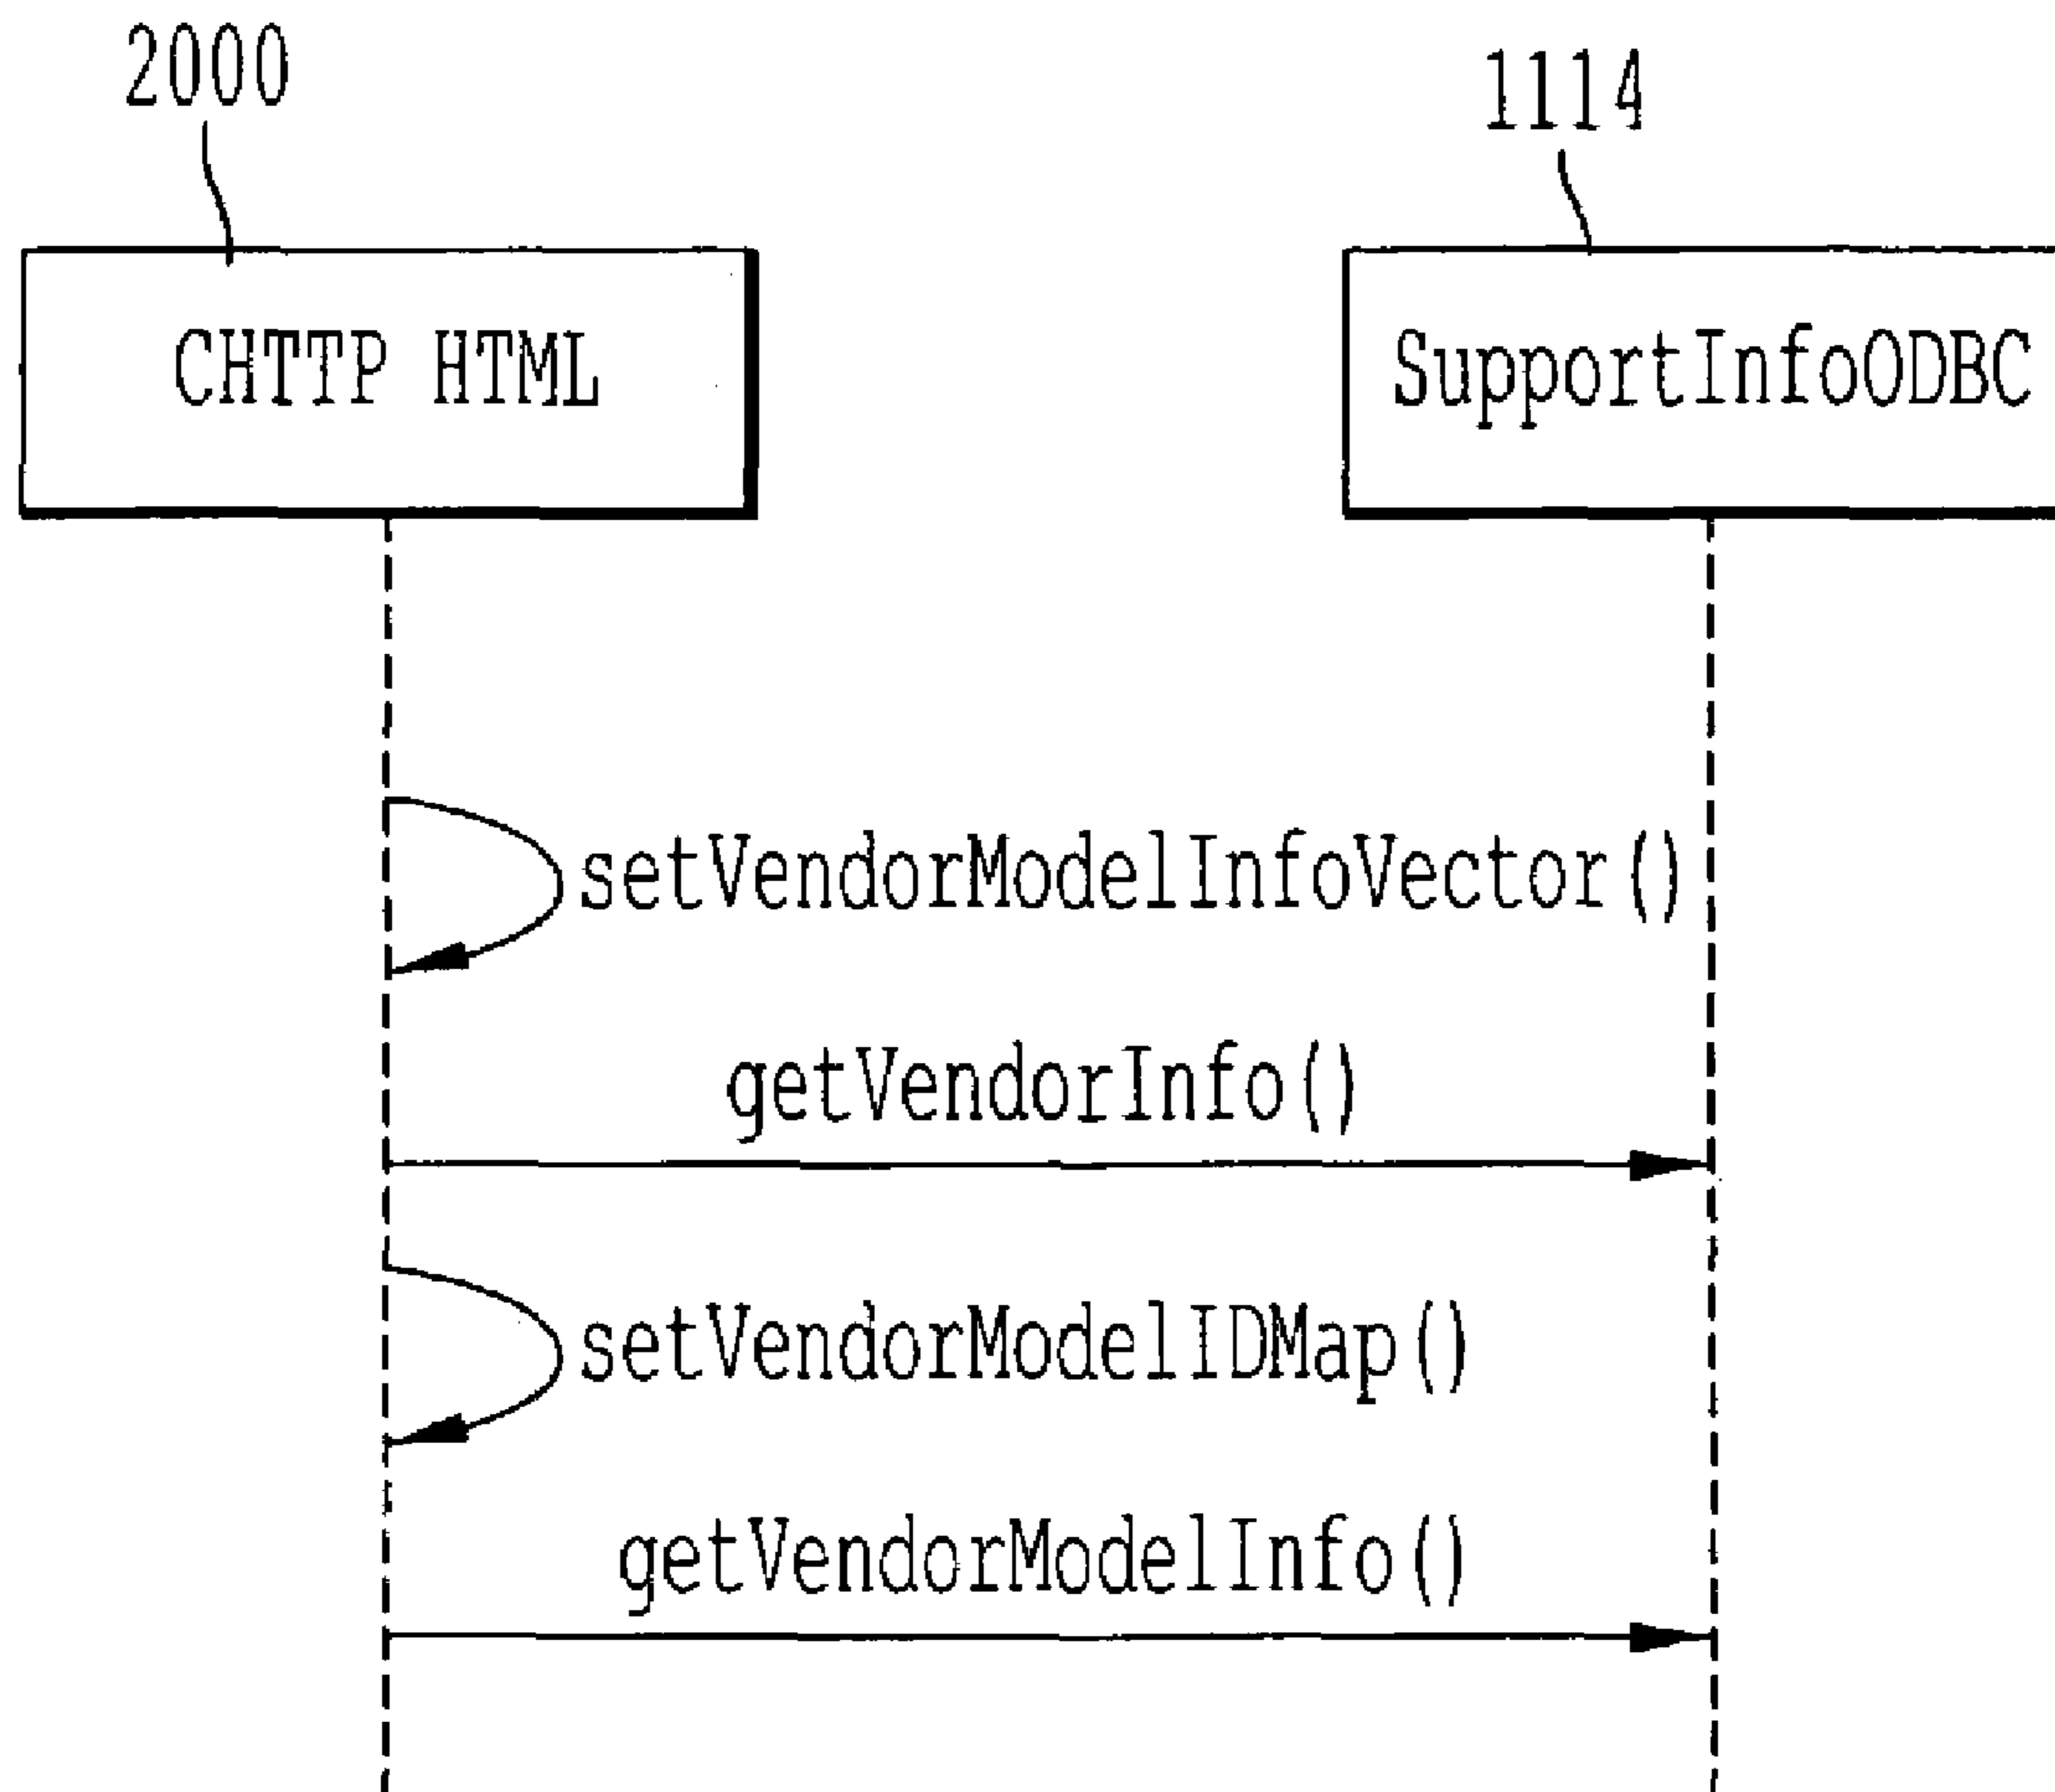 2000
1114
CHTTP HTML
SupportInfoODBC
setVendorModelInfoVector()
getVendorInfo()
setVendorModelIDMap()
getVendorModelInfo()